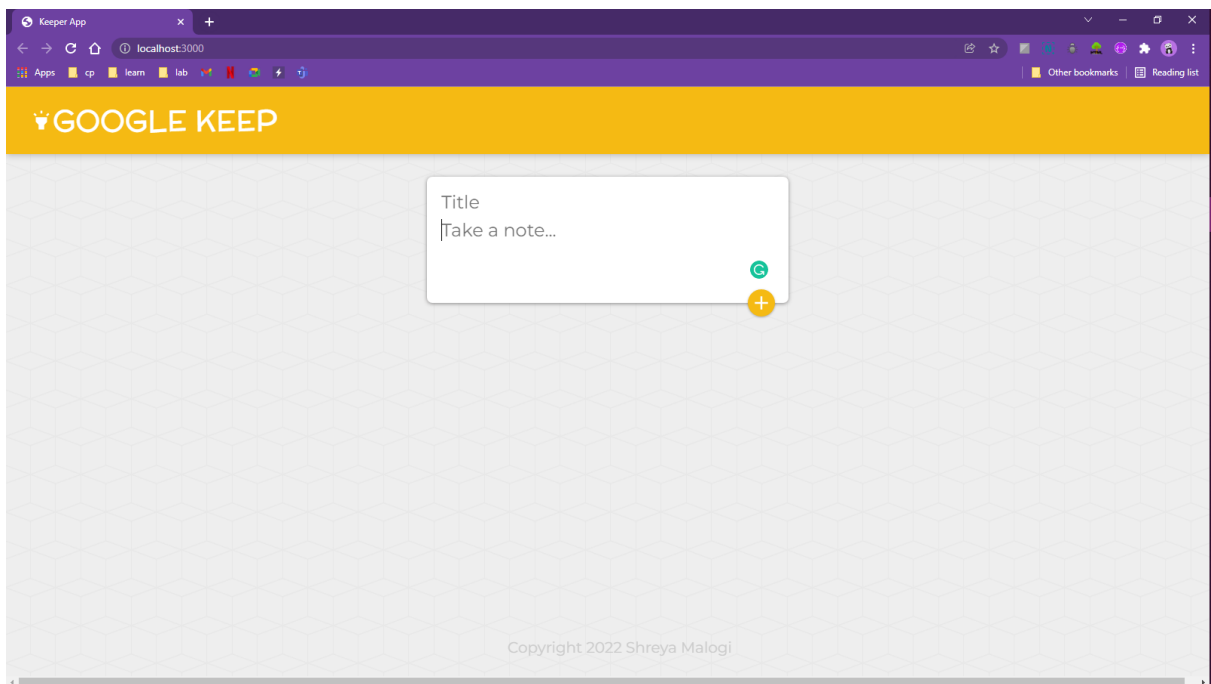 Keeper App
localhost:3000
Apps cp learn lab Other bookmarks Reading list
GOOGLE KEEP
Title
Take a note...
Copyright 2022 Shreya Malogi